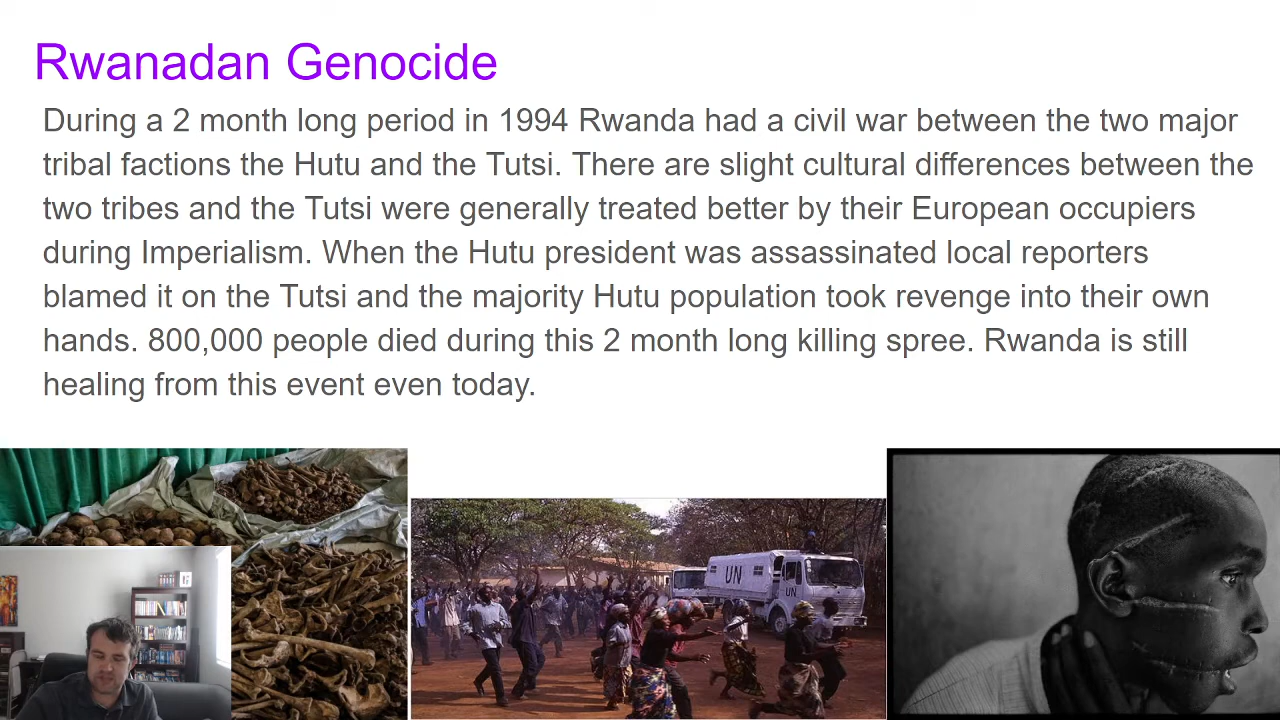 Rwanadan Genocide
During a 2 month long period in 1994 Rwanda had a civil war between the two major
tribal factions the Hutu and the Tutsi. There are slight cultural differences between the
two tribes and the Tutsi were generally treated better by their European occupiers
during Imperialism. When the Hutu president was assassinated local reporters
blamed it on the Tutsi and the majority Hutu population took revenge into their own
hands. 800,000 people died during this 2 month long killing spree. Rwanda is still
healing from this event even today.
UN
UN